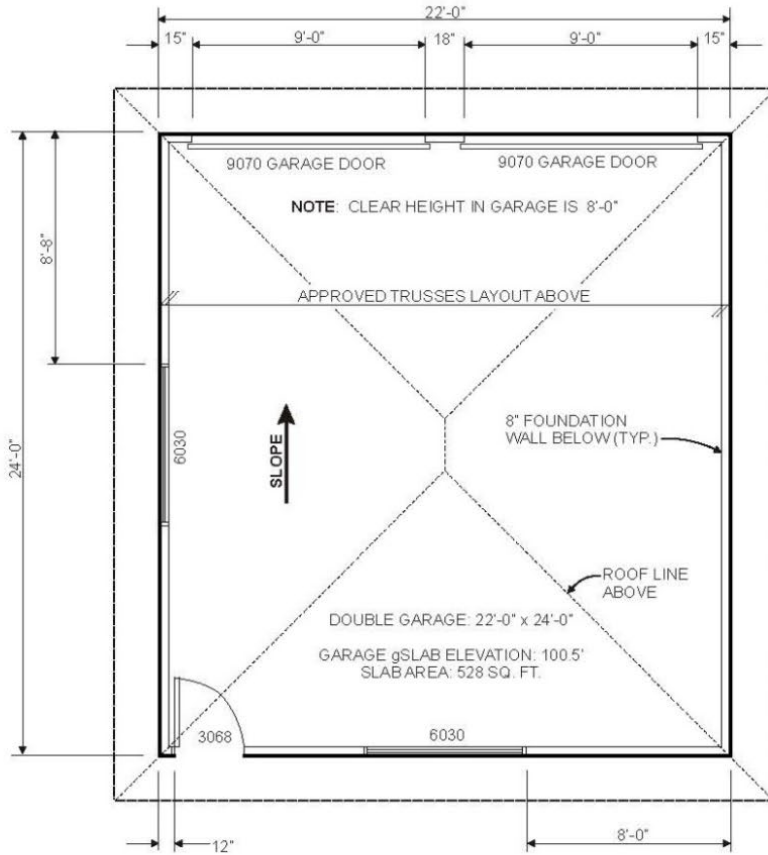 22'-0"
15" 9'-0" 18" 9'-0" 15"
9070 GARAGE DOOR 9070 GARAGE DOOR
NOTE: CLEAR HEIGHT IN GARAGE IS 8'-0"
8'-8"
APPROVED TRUSSES LAYOUT ABOVE
24'-0"
6030
SLOPE
8" FOUNDATION
WALL BELOW (TYP.)
ROOF LINE
ABOVE
DOUBLE GARAGE: 22'-0" x 24'-0"
GARAGE gSLAB ELEVATION: 100.5'
SLAB AREA: 528 SQ. FT.
3068 6030
12" 8'-0"